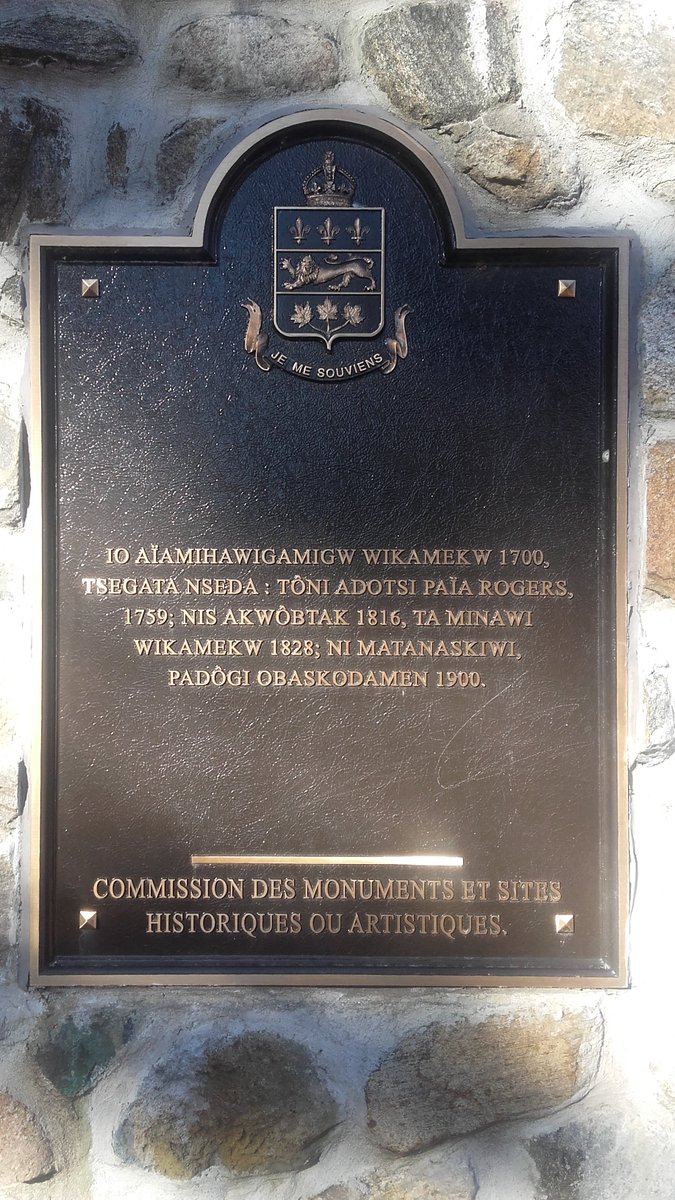 JE ME SOUVIENS
IO AÏAMIHAWIGAMIGW WIKAMEKW 1700,
TSEGATA NSEDA : TÔNI ADOTSI PAÏA ROGERS,
1759; NIS AKWÔBTAK 1816, TA MINAWI
WIKAMEKW 1828; NI MATANASKIWI,
PADÔGI OBASKODAMEN 1900.
COMMISSION DES MONUMENTS ET SITES
HISTORIQUES OU ARTISTIQUES.